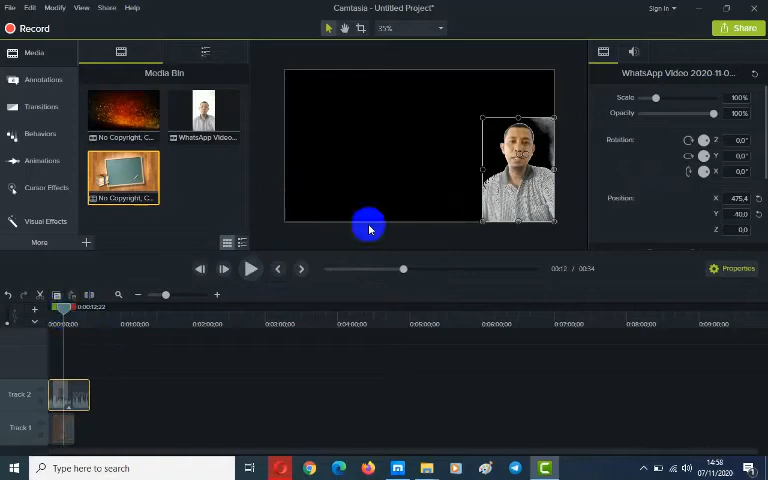 File Edit Modify View Share Help Camtasia - Untitled Project* Sign In
Record 35% Share
Media
Annotations
Transitions
Behaviors
Animations
Cursor Effects
Visual Effects
More
Media Bin
No Copyright, C...
WhatsApp Video...
No Copyright, C...
WhatsApp Video 2020-11-0...
Scale 100%
Opacity 100%
Rotation: Z 0,0°
Y 0,0°
X 0,0°
Position: X 475,4
Y -40,0
Z 0,0
00:12 / 00:34 Properties
0:00:12;22
0:00:00;00 0:01:00;00 0:02:00;00 0:03:00;00 0:04:00;00 0:05:00;00 0:06:00;00 0:07:00;00 0:08:00;00 0:09:00;00
Track 2
Track 1
Type here to search
14:58
07/11/2020